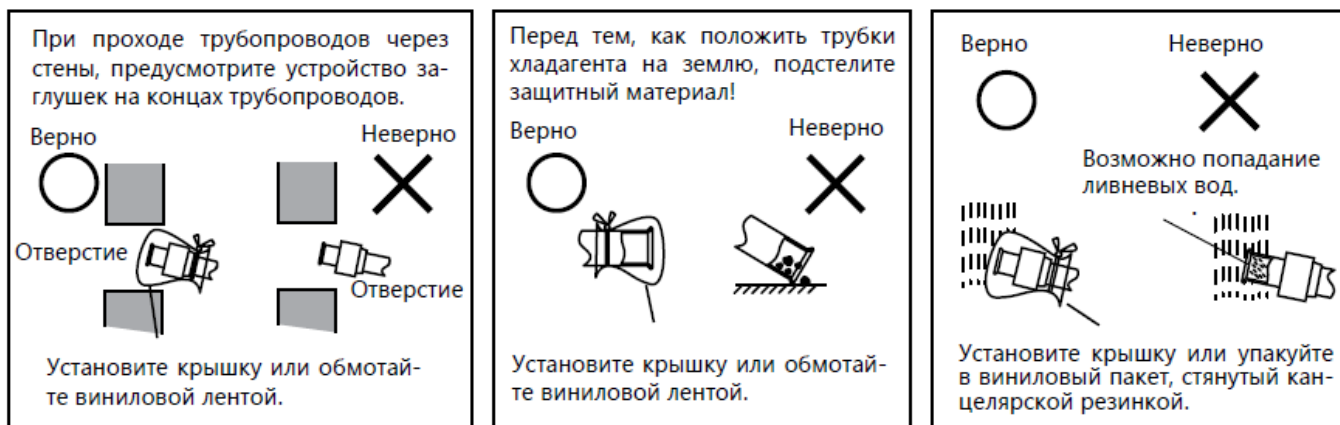 При проходе трубопроводов через
стены, предусмотрите устройство за-
глушек на концах трубопроводов.
Верно
Неверно
Отверстие
Отверстие
Установите крышку или обмотай-
те виниловой лентой.
Перед тем, как положить трубки
хладагента на землю, подстелите
защитный материал!
Верно
Неверно
Установите крышку или обмотай-
те виниловой лентой.
Верно
Неверно
Возможно попадание
ливневых вод.
Установите крышку или упакуйте
в виниловый пакет, стянутый кан-
целярской резинкой.